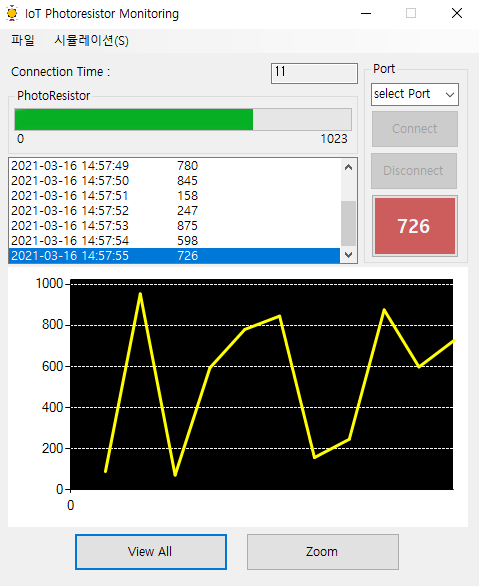 IoT Photoresistor Monitoring
파일 시뮬레이션(S)
Connection Time : 11
Port
select Port
Connect
Disconnect
726
PhotoResistor
0 1023
2021-03-16 14:57:49 780
2021-03-16 14:57:50 845
2021-03-16 14:57:51 158
2021-03-16 14:57:52 247
2021-03-16 14:57:53 875
2021-03-16 14:57:54 598
2021-03-16 14:57:55 726
1000
800
600
400
200
0
0
View All Zoom